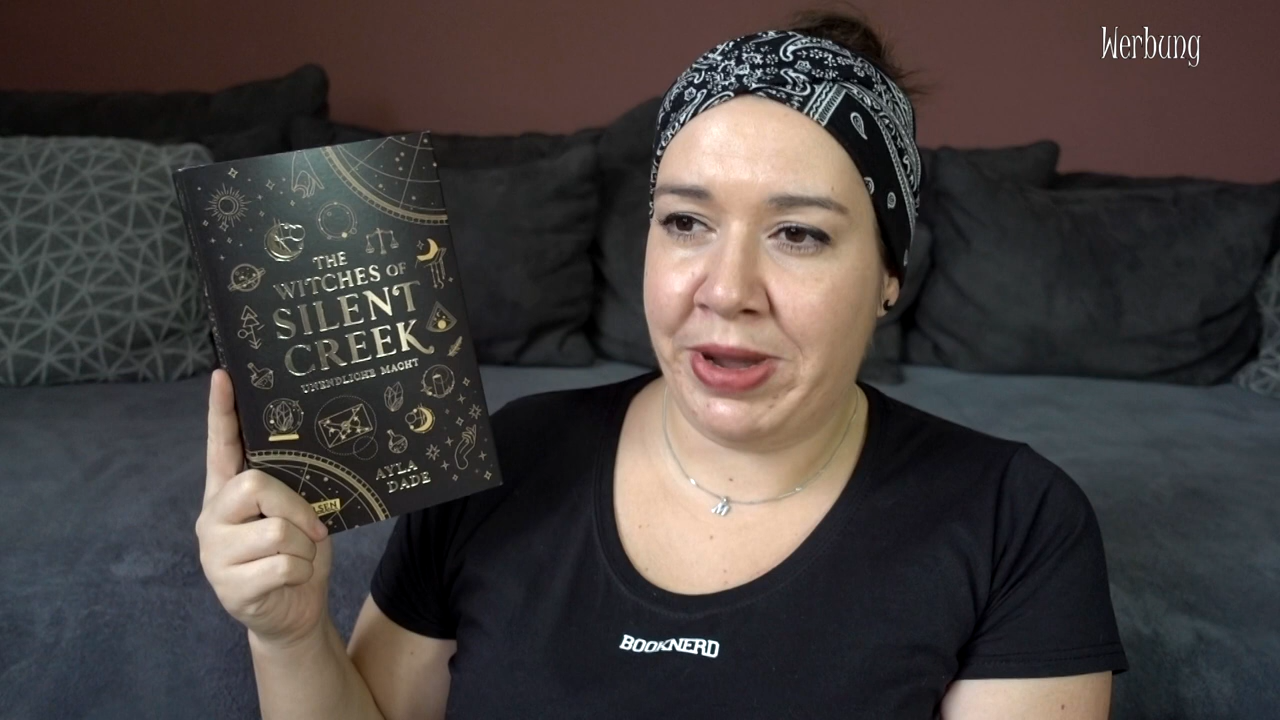 Werbung
THE
WITCHES OF
SILENT
CREEK
UNENDLICHE MACHT
AYLA
DADE
BOOKNERD
M